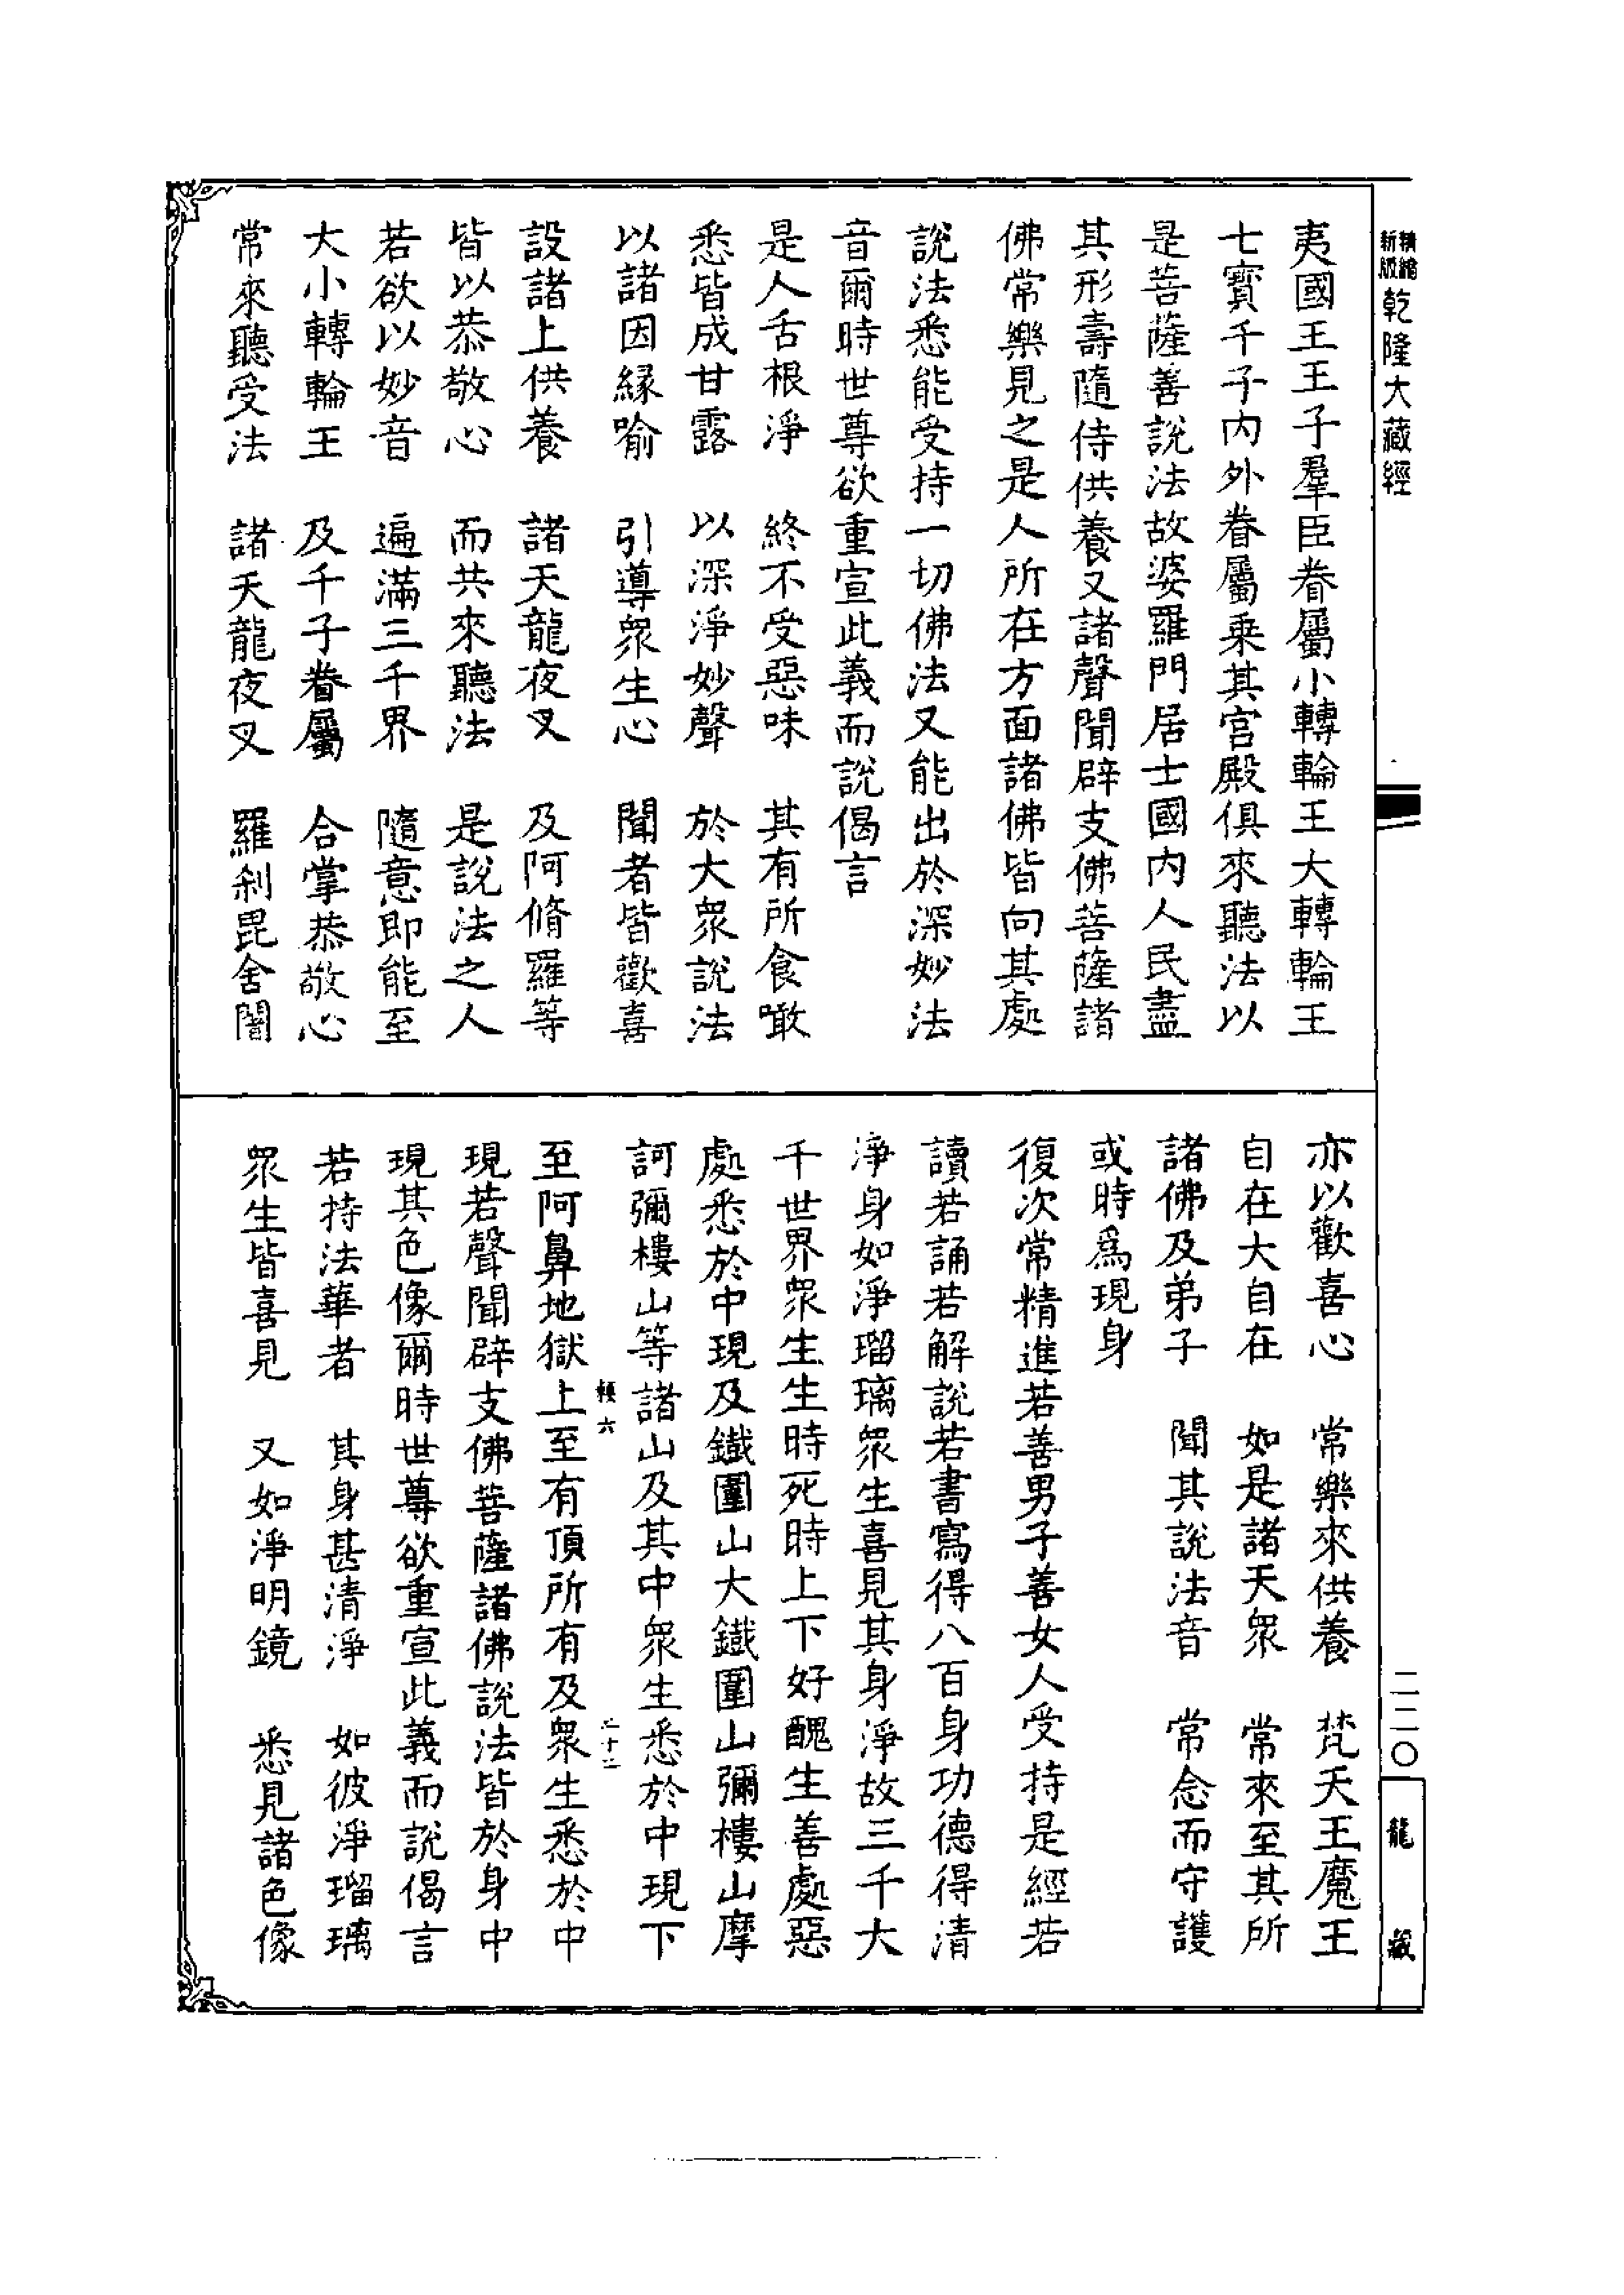 精縮新版乾隆大藏經
夷國王王子羣臣眷屬小轉輪王大轉輪王
七寶千子內外眷屬乗其宮殿俱來聽法以
是菩薩善說法故婆羅門居士國內人民盡
其形壽隨侍供養又諸聲聞辟支佛菩薩諸
佛常樂見之是人所在方面諸佛皆向其處
說法悉能受持一切佛法又能出於深妙法
音爾時世尊欲重宣此義而說偈言
是人舌根淨　終不受惡味　其有所食噉
悉皆成甘露　以深淨妙聲　於大眾說法
以諸因緣喻　引導眾生心　聞者皆歡喜
設諸上供養　諸天龍夜叉　及阿脩羅等
皆以恭敬心　而共來聽法　是說法之人
若欲以妙音　遍滿三千界　隨意即能至
大小轉輪王　及千子眷屬　合掌恭敬心
常來聽受法　諸天龍夜叉　羅剎毘舍闍
亦以歡喜心　常樂來供養　梵天王魔王
自在大自在　如是諸天眾　常來至其所
諸佛及弟子　聞其說法音　常念而守護
或時爲現身
復次常精進若善男子善女人受持是經若
讀若誦若解說若書寫得八百身功德得清
淨身如淨瑠璃眾生喜見其身淨故三千大
千世界眾生生時死時上下好醜生善處惡
處悉於中現及鐵圍山大鐵圍山彌樓山摩
訶彌樓山等諸山及其中眾生悉於中現下
至阿鼻地獄上至有頂所有及眾生悉於中
現若聲聞辟支佛菩薩諸佛說法皆於身中
現其色像爾時世尊欲重宣此義而說偈言
若持法華者　其身甚清淨　如彼淨瑠璃
眾生皆喜見　又如淨明鏡　悉見諸色像
二二〇
龍藏